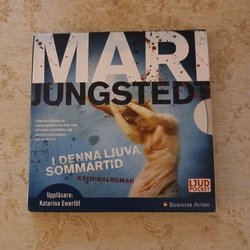 MARI
JUNGSTEDT
I DENNA LJUVA
SOMMARTID
KRIMINALROMAN
Uppläsare:
Katarina Ewerlöf
LJUD
POCKET
BONNIER AUDIO